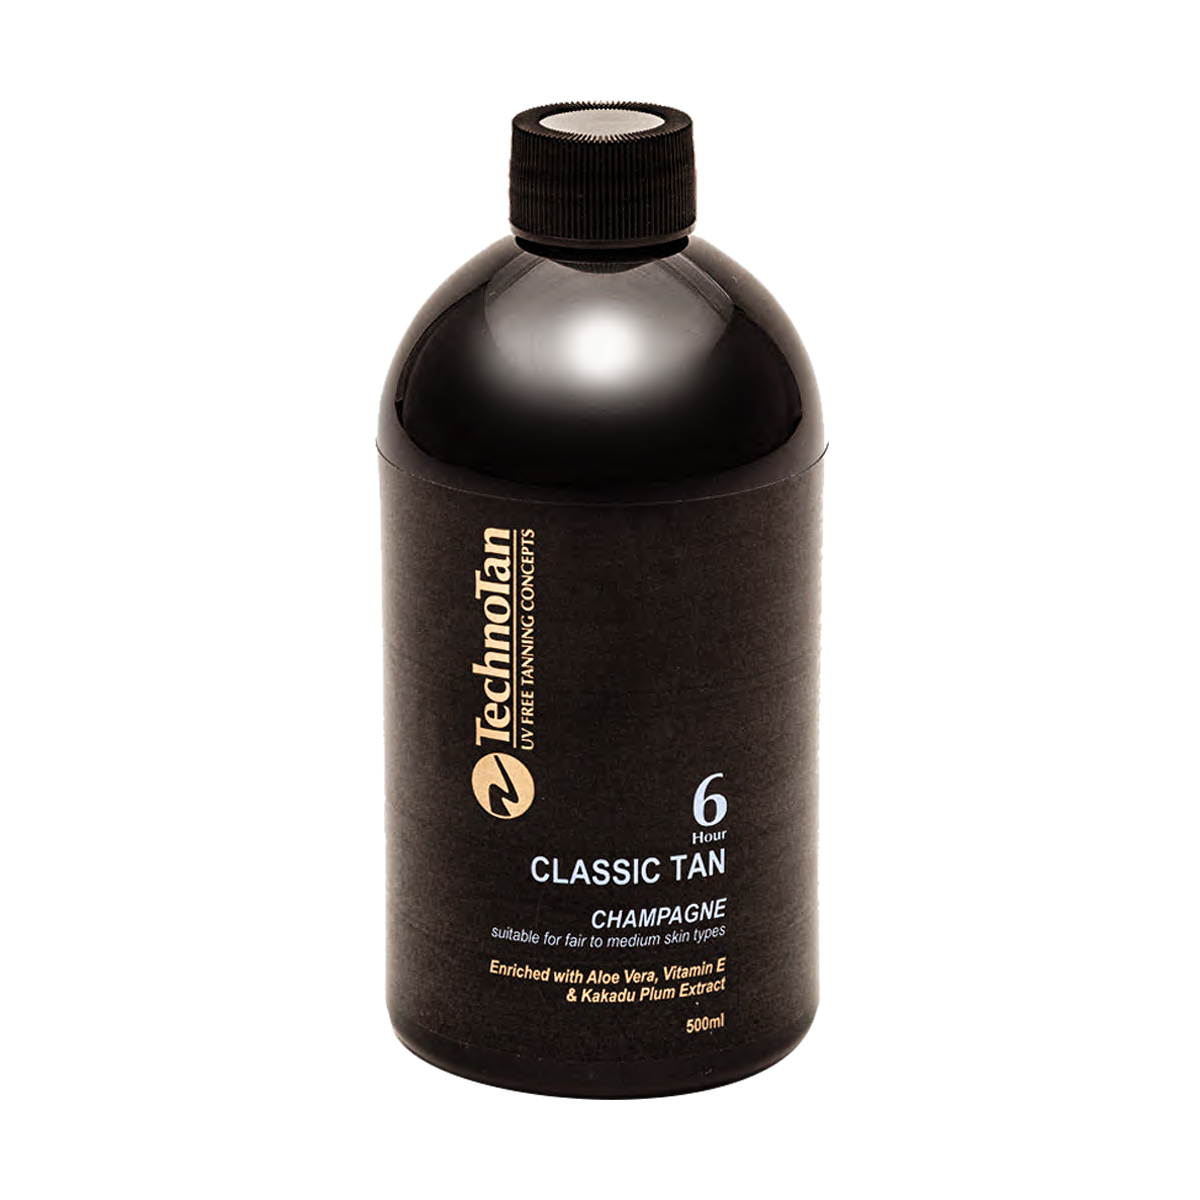 TechnoTan
UV FREE TANNING CONCEPTS
6
Hour
CLASSIC TAN
CHAMPAGNE
suitable for fair to medium skin types
Enriched with Aloe Vera, Vitamin E
& Kakadu Plum Extract
500ml